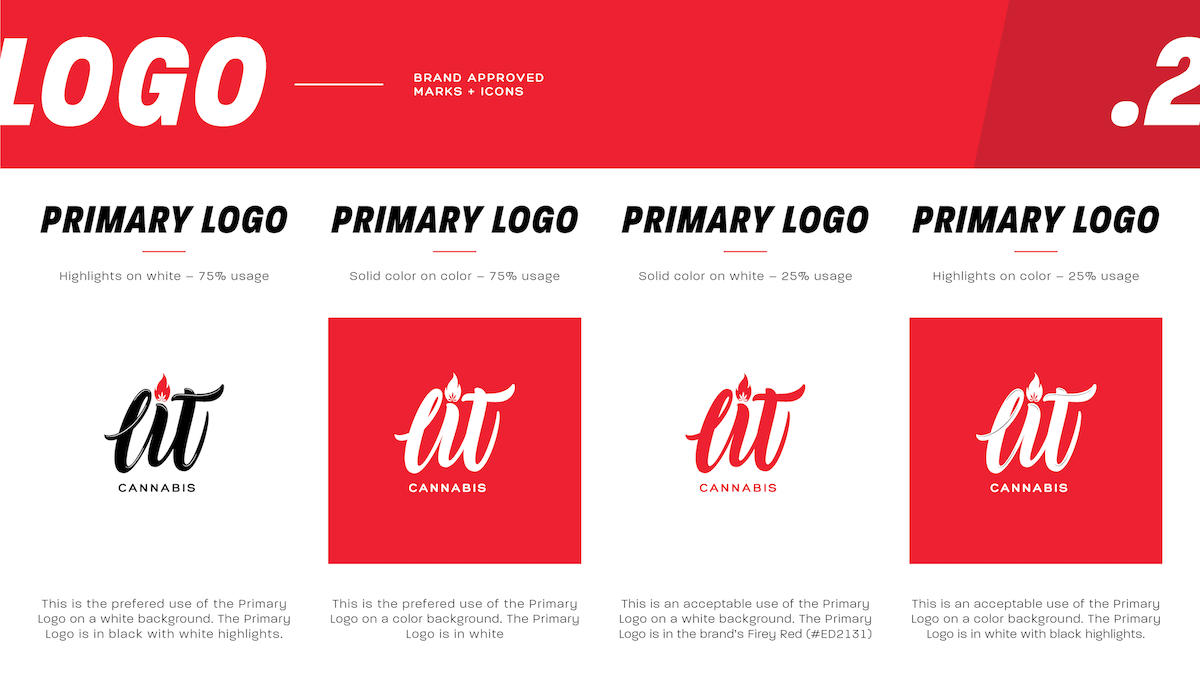 LOGO
BRAND APPROVED
MARKS + ICONS
.2
PRIMARY LOGO
Highlights on white – 75% usage
lit
CANNABIS
This is the prefered use of the Primary
Logo on a white background. The Primary
Logo is in black with white highlights.
PRIMARY LOGO
Solid color on color – 75% usage
lit
CANNABIS
This is the prefered use of the Primary
Logo on a color background. The Primary
Logo is in white
PRIMARY LOGO
Solid color on white – 25% usage
lit
CANNABIS
This is an acceptable use of the Primary
Logo on a white background. The Primary
Logo is in the brand's Firey Red (#ED2131)
PRIMARY LOGO
Highlights on color – 25% usage
lit
CANNABIS
This is an acceptable use of the Primary
Logo on a color background. The Primary
Logo is in white with black highlights.